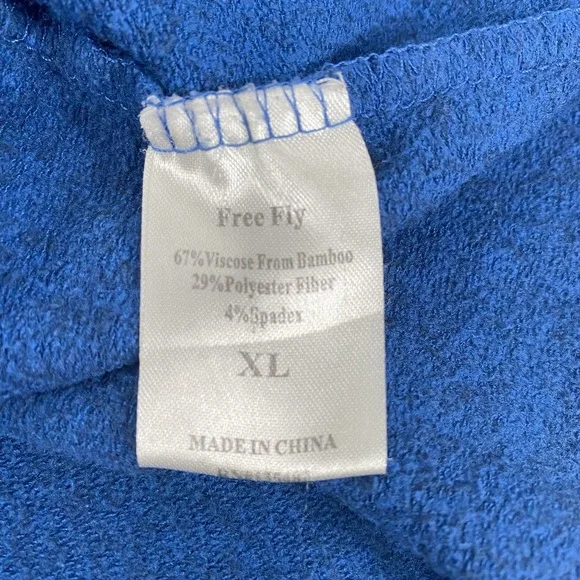 Free Fly
67%Viscose From Bamboo
29%Polyester Fiber
4%Spadex
XL
MADE IN CHINA